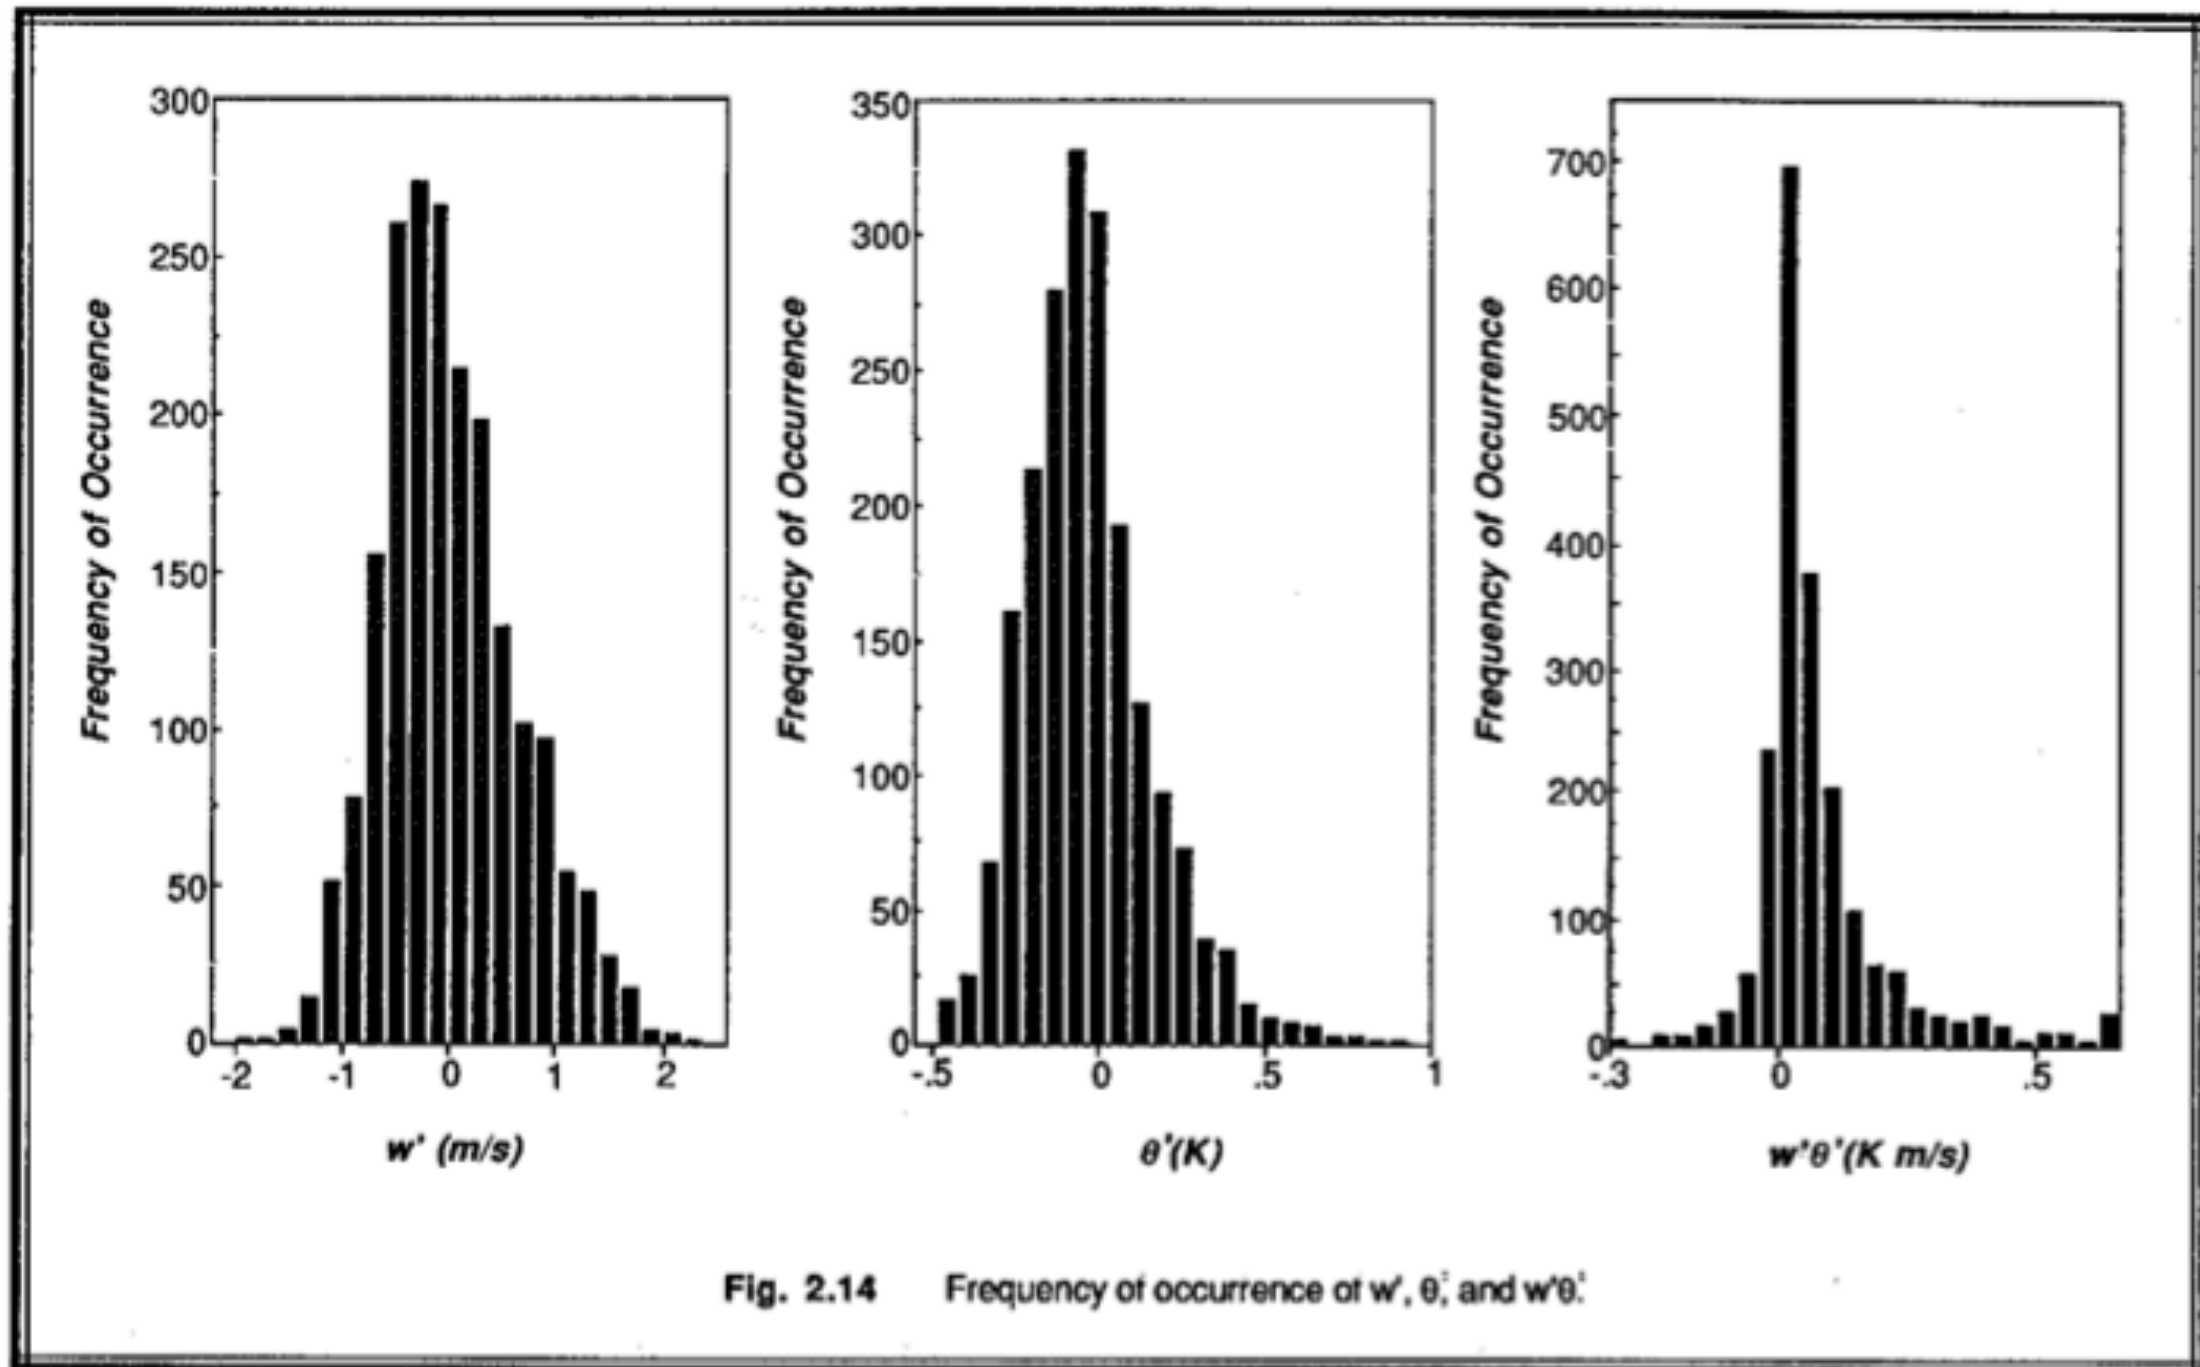 300
250
200
150
100
50
0
-2 -1 0 1 2
Frequency of Occurrence
w' (m/s)
350
300
250
200
150
100
50
0
-.5 0 .5 1
Frequency of Occurrence
θ'(K)
700
600
500
400
300
200
100
0
-.3 0 .5
Frequency of Occurrence
w'θ'(K m/s)
Fig. 2.14 Frequency of occurrence of w', θ', and w'θ'.